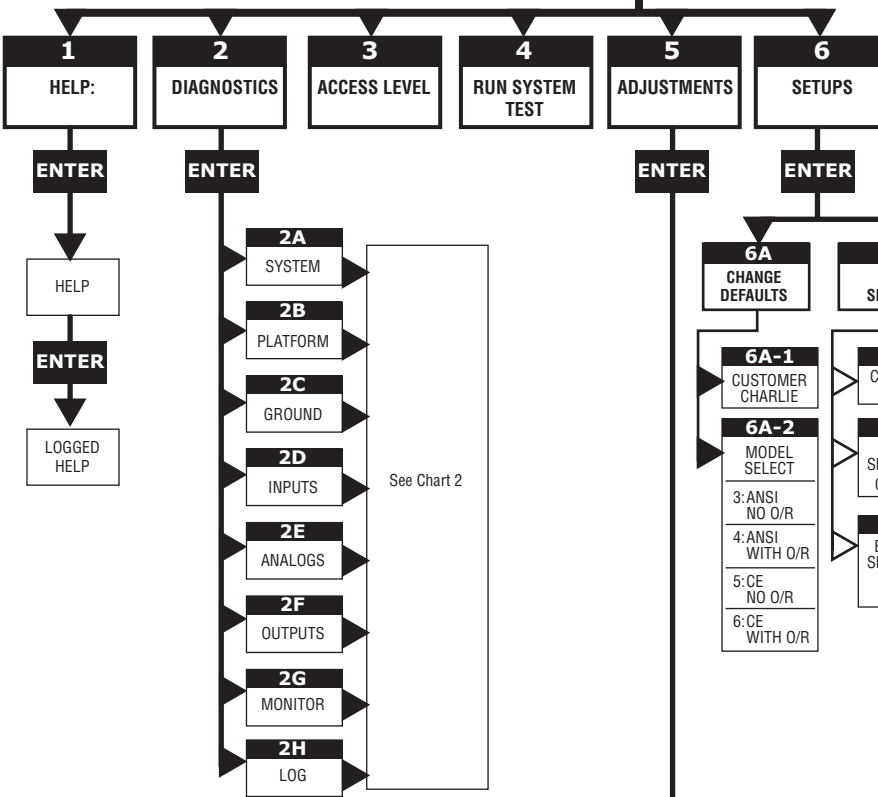 1
HELP:
2
DIAGNOSTICS
3
ACCESS LEVEL
4
RUN SYSTEM
TEST
5
ADJUSTMENTS
6
SETUPS
ENTER
ENTER
ENTER
ENTER
HELP
ENTER
LOGGED
HELP
2A
SYSTEM
2B
PLATFORM
2C
GROUND
2D
INPUTS
2E
ANALOGS
2F
OUTPUTS
2G
MONITOR
2H
LOG
See Chart 2
6A
CHANGE
DEFAULTS
6A-1
CUSTOMER
CHARLIE
6A-2
MODEL
SELECT
3:ANSI
NO O/R
4:ANSI
WITH O/R
5:CE
NO O/R
6:CE
WITH O/R